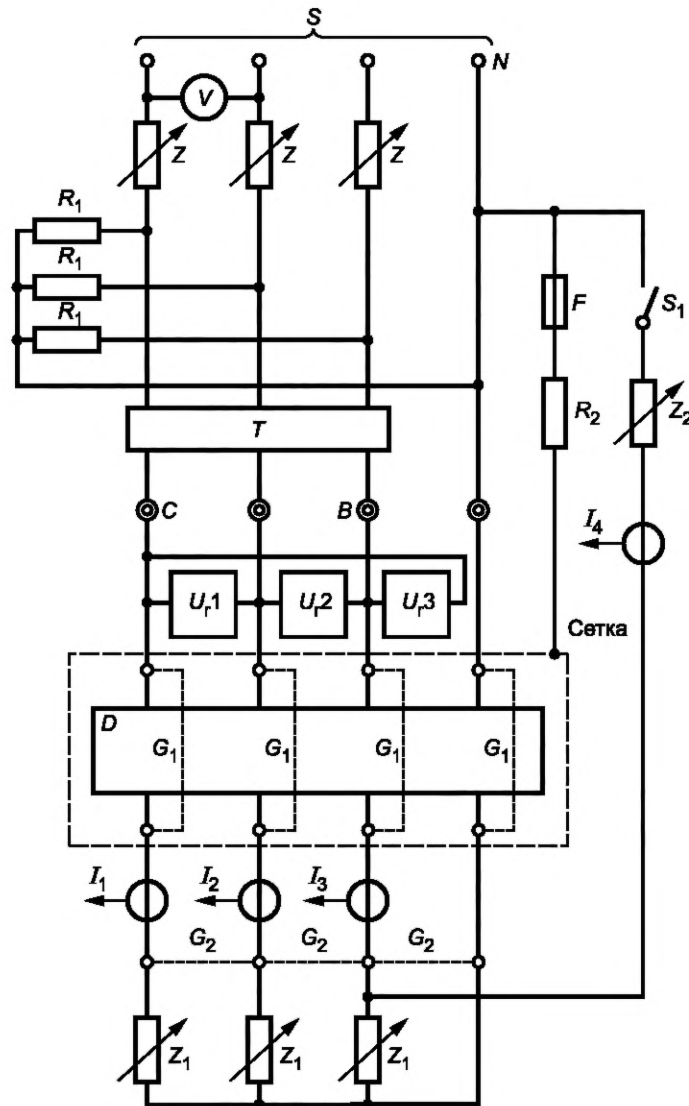 S
N
V
Z Z Z
R₁
R₁
R₁
F S₁
T
R₂ Z₂
C B
I₄
Uᵣ1 Uᵣ2 Uᵣ3
Сетка
D
G₁ G₁ G₁ G₁
I₁ I₂ I₃
G₂ G₂ G₂
Z₁ Z₁ Z₁